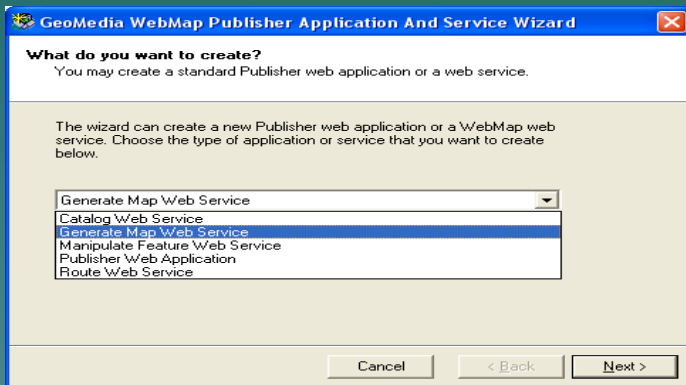 GeoMedia WebMap Publisher Application And Service Wizard
What do you want to create?
You may create a standard Publisher web application or a web service.
The wizard can create a new Publisher web application or a WebMap web
service. Choose the type of application or service that you want to create
below.
Generate Map Web Service
Catalog Web Service
Generate Map Web Service
Manipulate Feature Web Service
Publisher Web Application
Route Web Service
Cancel
< Back
Next >